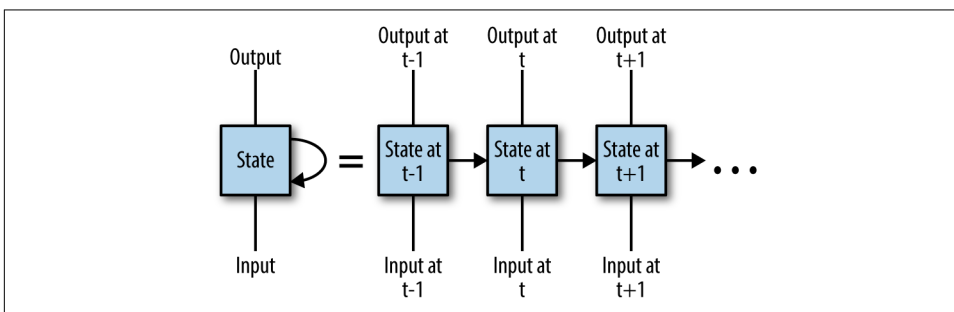 Output
Output at
t-1
Output at
t
Output at
t+1
State
=
State at
t-1
State at
t
State at
t+1
...
Input
Input at
t-1
Input at
t
Input at
t+1